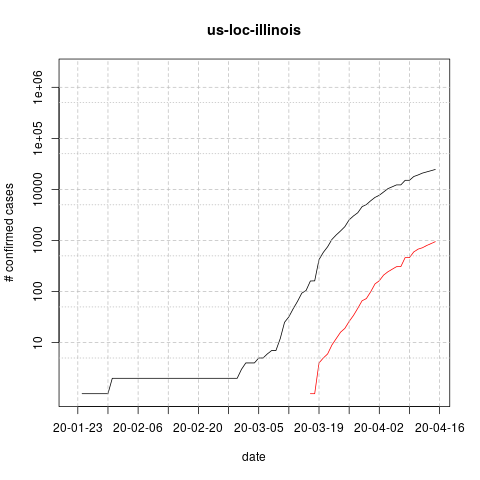 us-loc-illinois
# confirmed cases
1e+06
1e+05
10000
1000
100
10
20-01-23 20-02-06 20-02-20 20-03-05 20-03-19 20-04-02 20-04-16
date